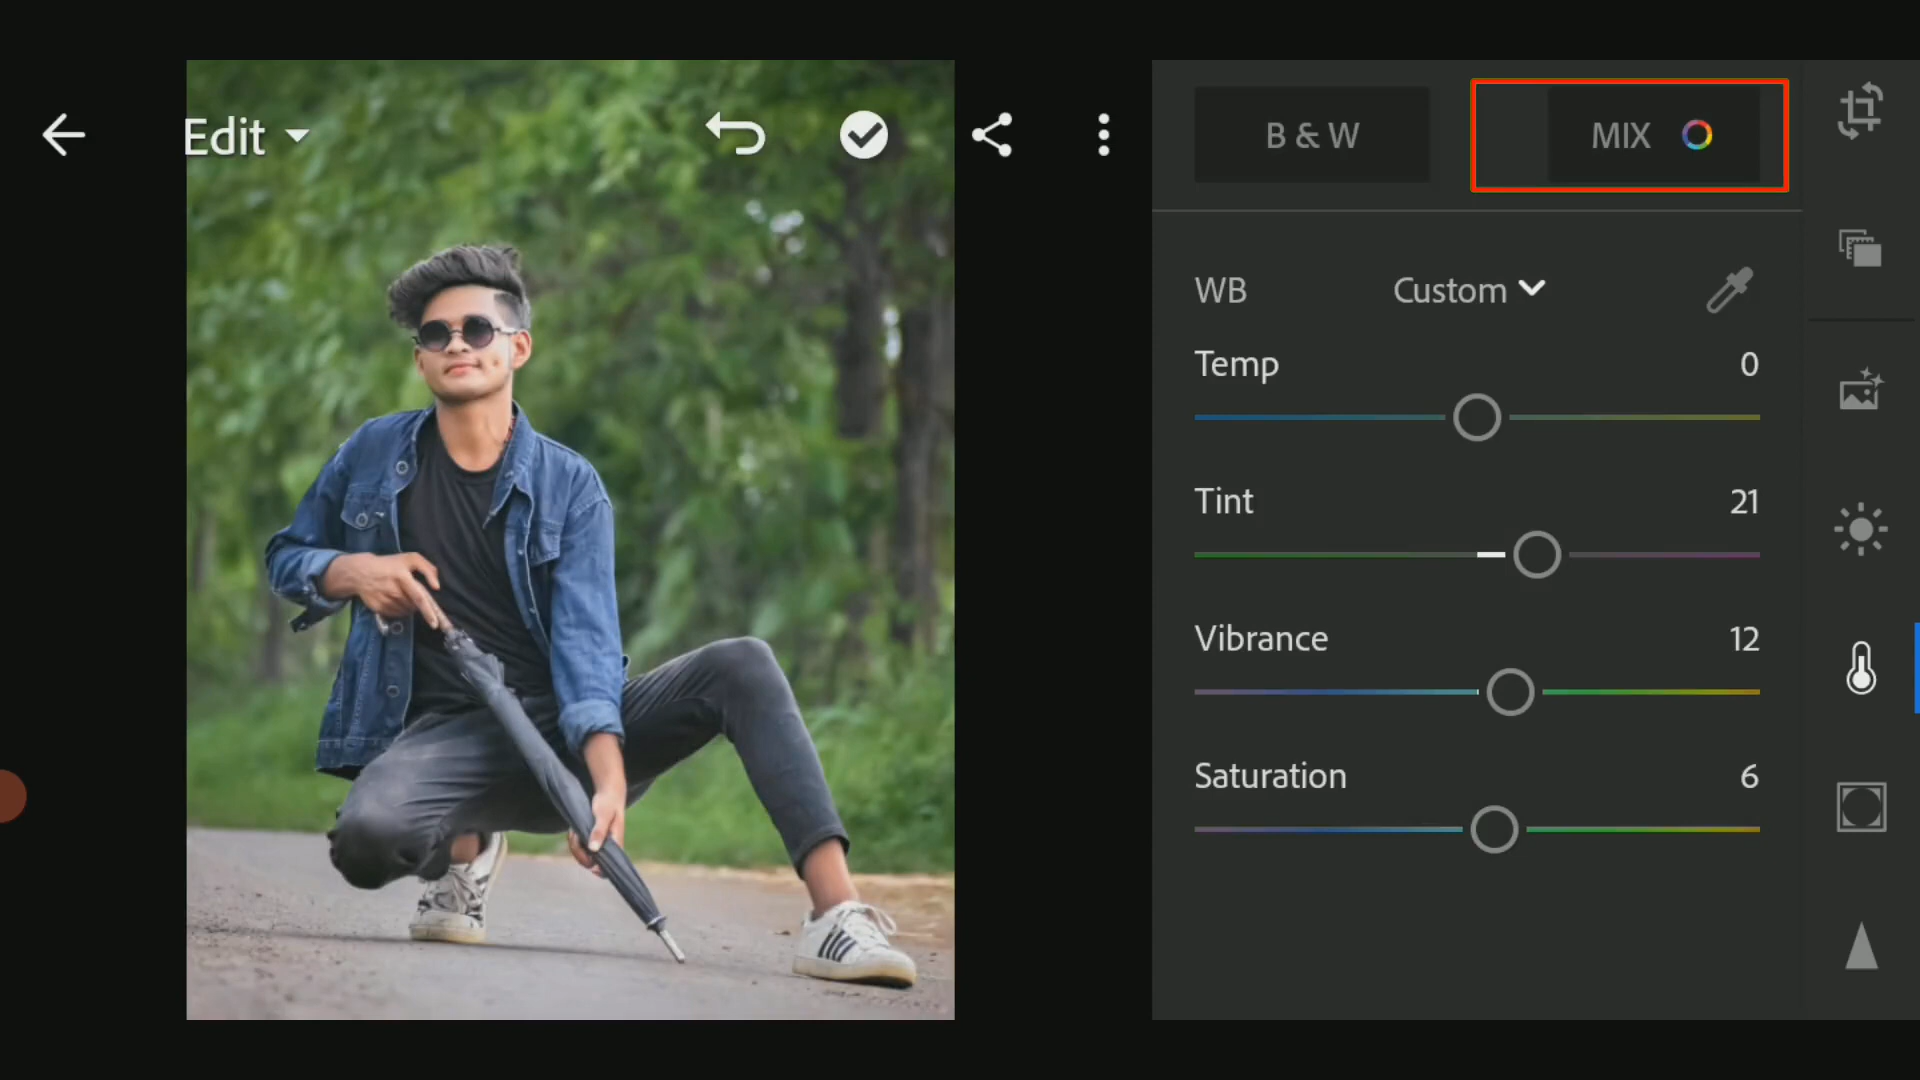 Edit
B & W
MIX
WB Custom
Temp 0
Tint 21
Vibrance 12
Saturation 6